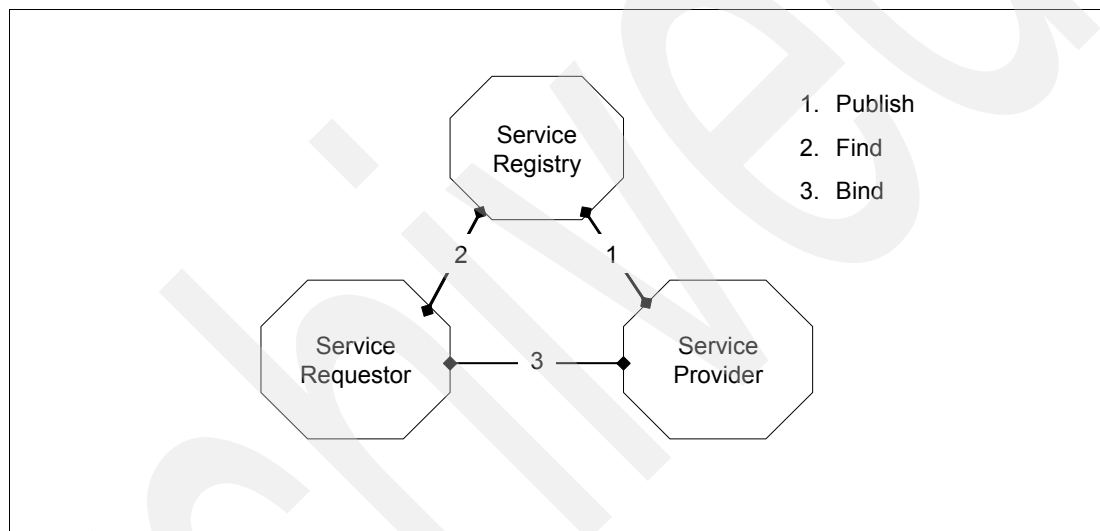 Service
Registry
1. Publish
2. Find
3. Bind
2
1
Service
Requestor
3
Service
Provider